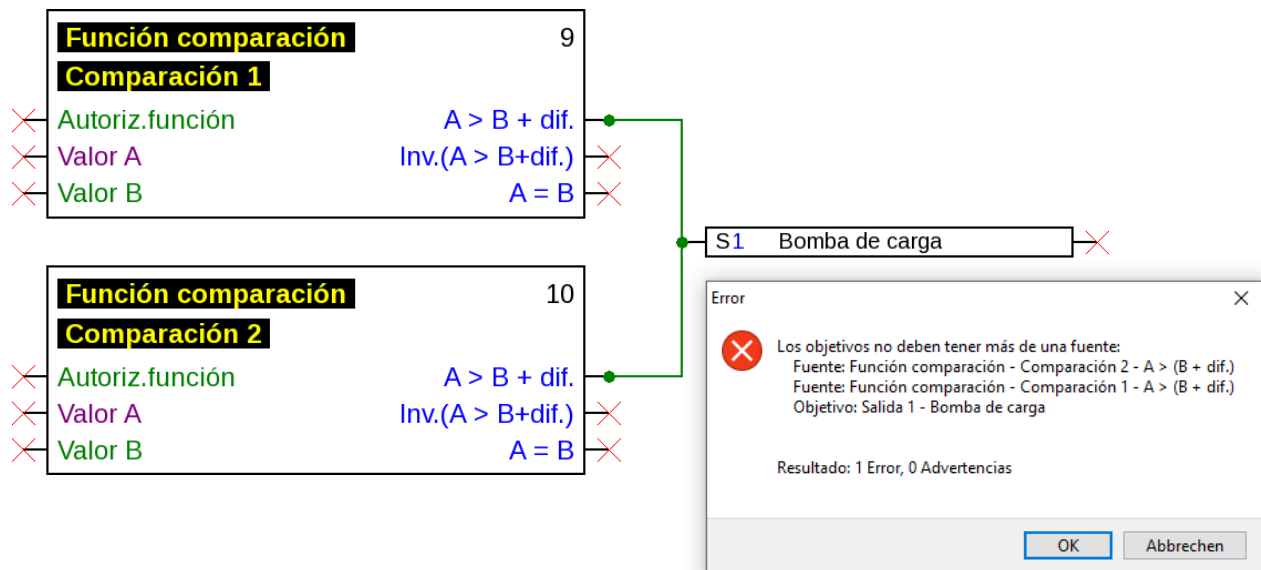 Función comparación 9
Comparación 1
Autoriz.función A > B + dif.
Valor A Inv.(A > B+dif.)
Valor B A = B
S1 Bomba de carga
Función comparación 10
Comparación 2
Autoriz.función A > B + dif.
Valor A Inv.(A > B+dif.)
Valor B A = B
Error
Los objetivos no deben tener más de una fuente:
Fuente: Función comparación - Comparación 2 - A > (B + dif.)
Fuente: Función comparación - Comparación 1 - A > (B + dif.)
Objetivo: Salida 1 - Bomba de carga
Resultado: 1 Error, 0 Advertencias
OK Abbrechen